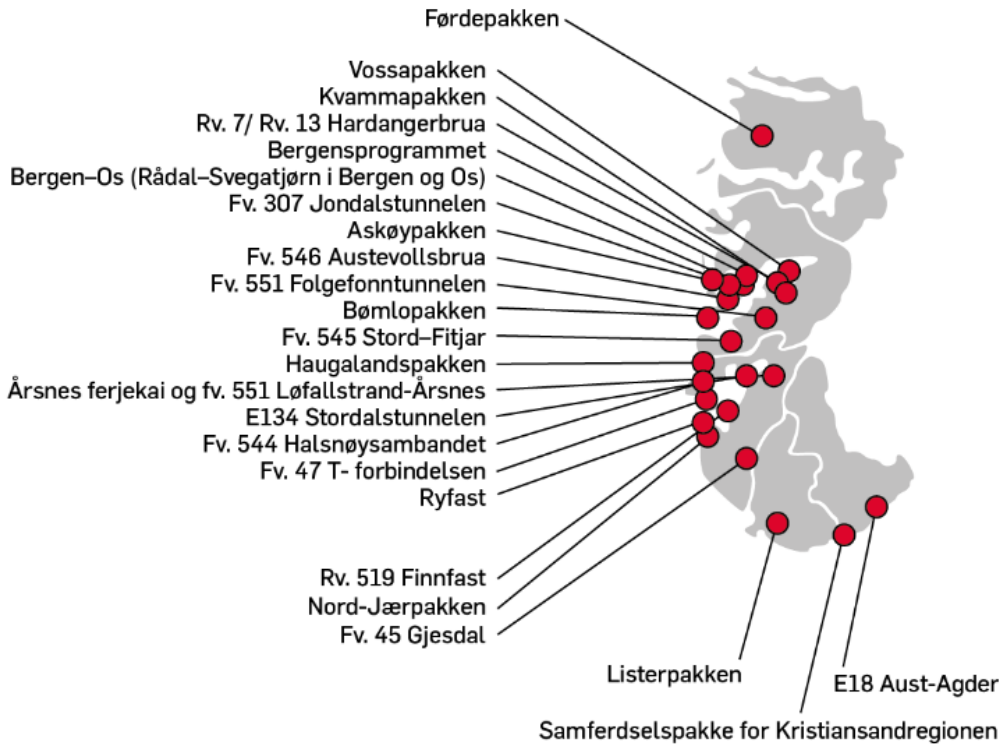 Førdepakken
Vossapakken
Kvammapakken
Rv. 7/ Rv. 13 Hardangerbrua
Bergensprogrammet
Bergen–Os (Rådal–Svegatjørn i Bergen og Os)
Fv. 307 Jondalstunnelen
Askøypakken
Fv. 546 Austevollsbrua
Fv. 551 Folgefonntunnelen
Bømlopakken
Fv. 545 Stord–Fitjar
Haugalandspakken
Årsnes ferjekai og fv. 551 Løfallstrand-Årsnes
E134 Stordalstunnelen
Fv. 544 Halsnøysambandet
Fv. 47 T- forbindelsen
Ryfast
Rv. 519 Finnfast
Nord-Jærpakken
Fv. 45 Gjesdal
Listerpakken
E18 Aust-Agder
Samferdselspakke for Kristiansandregionen